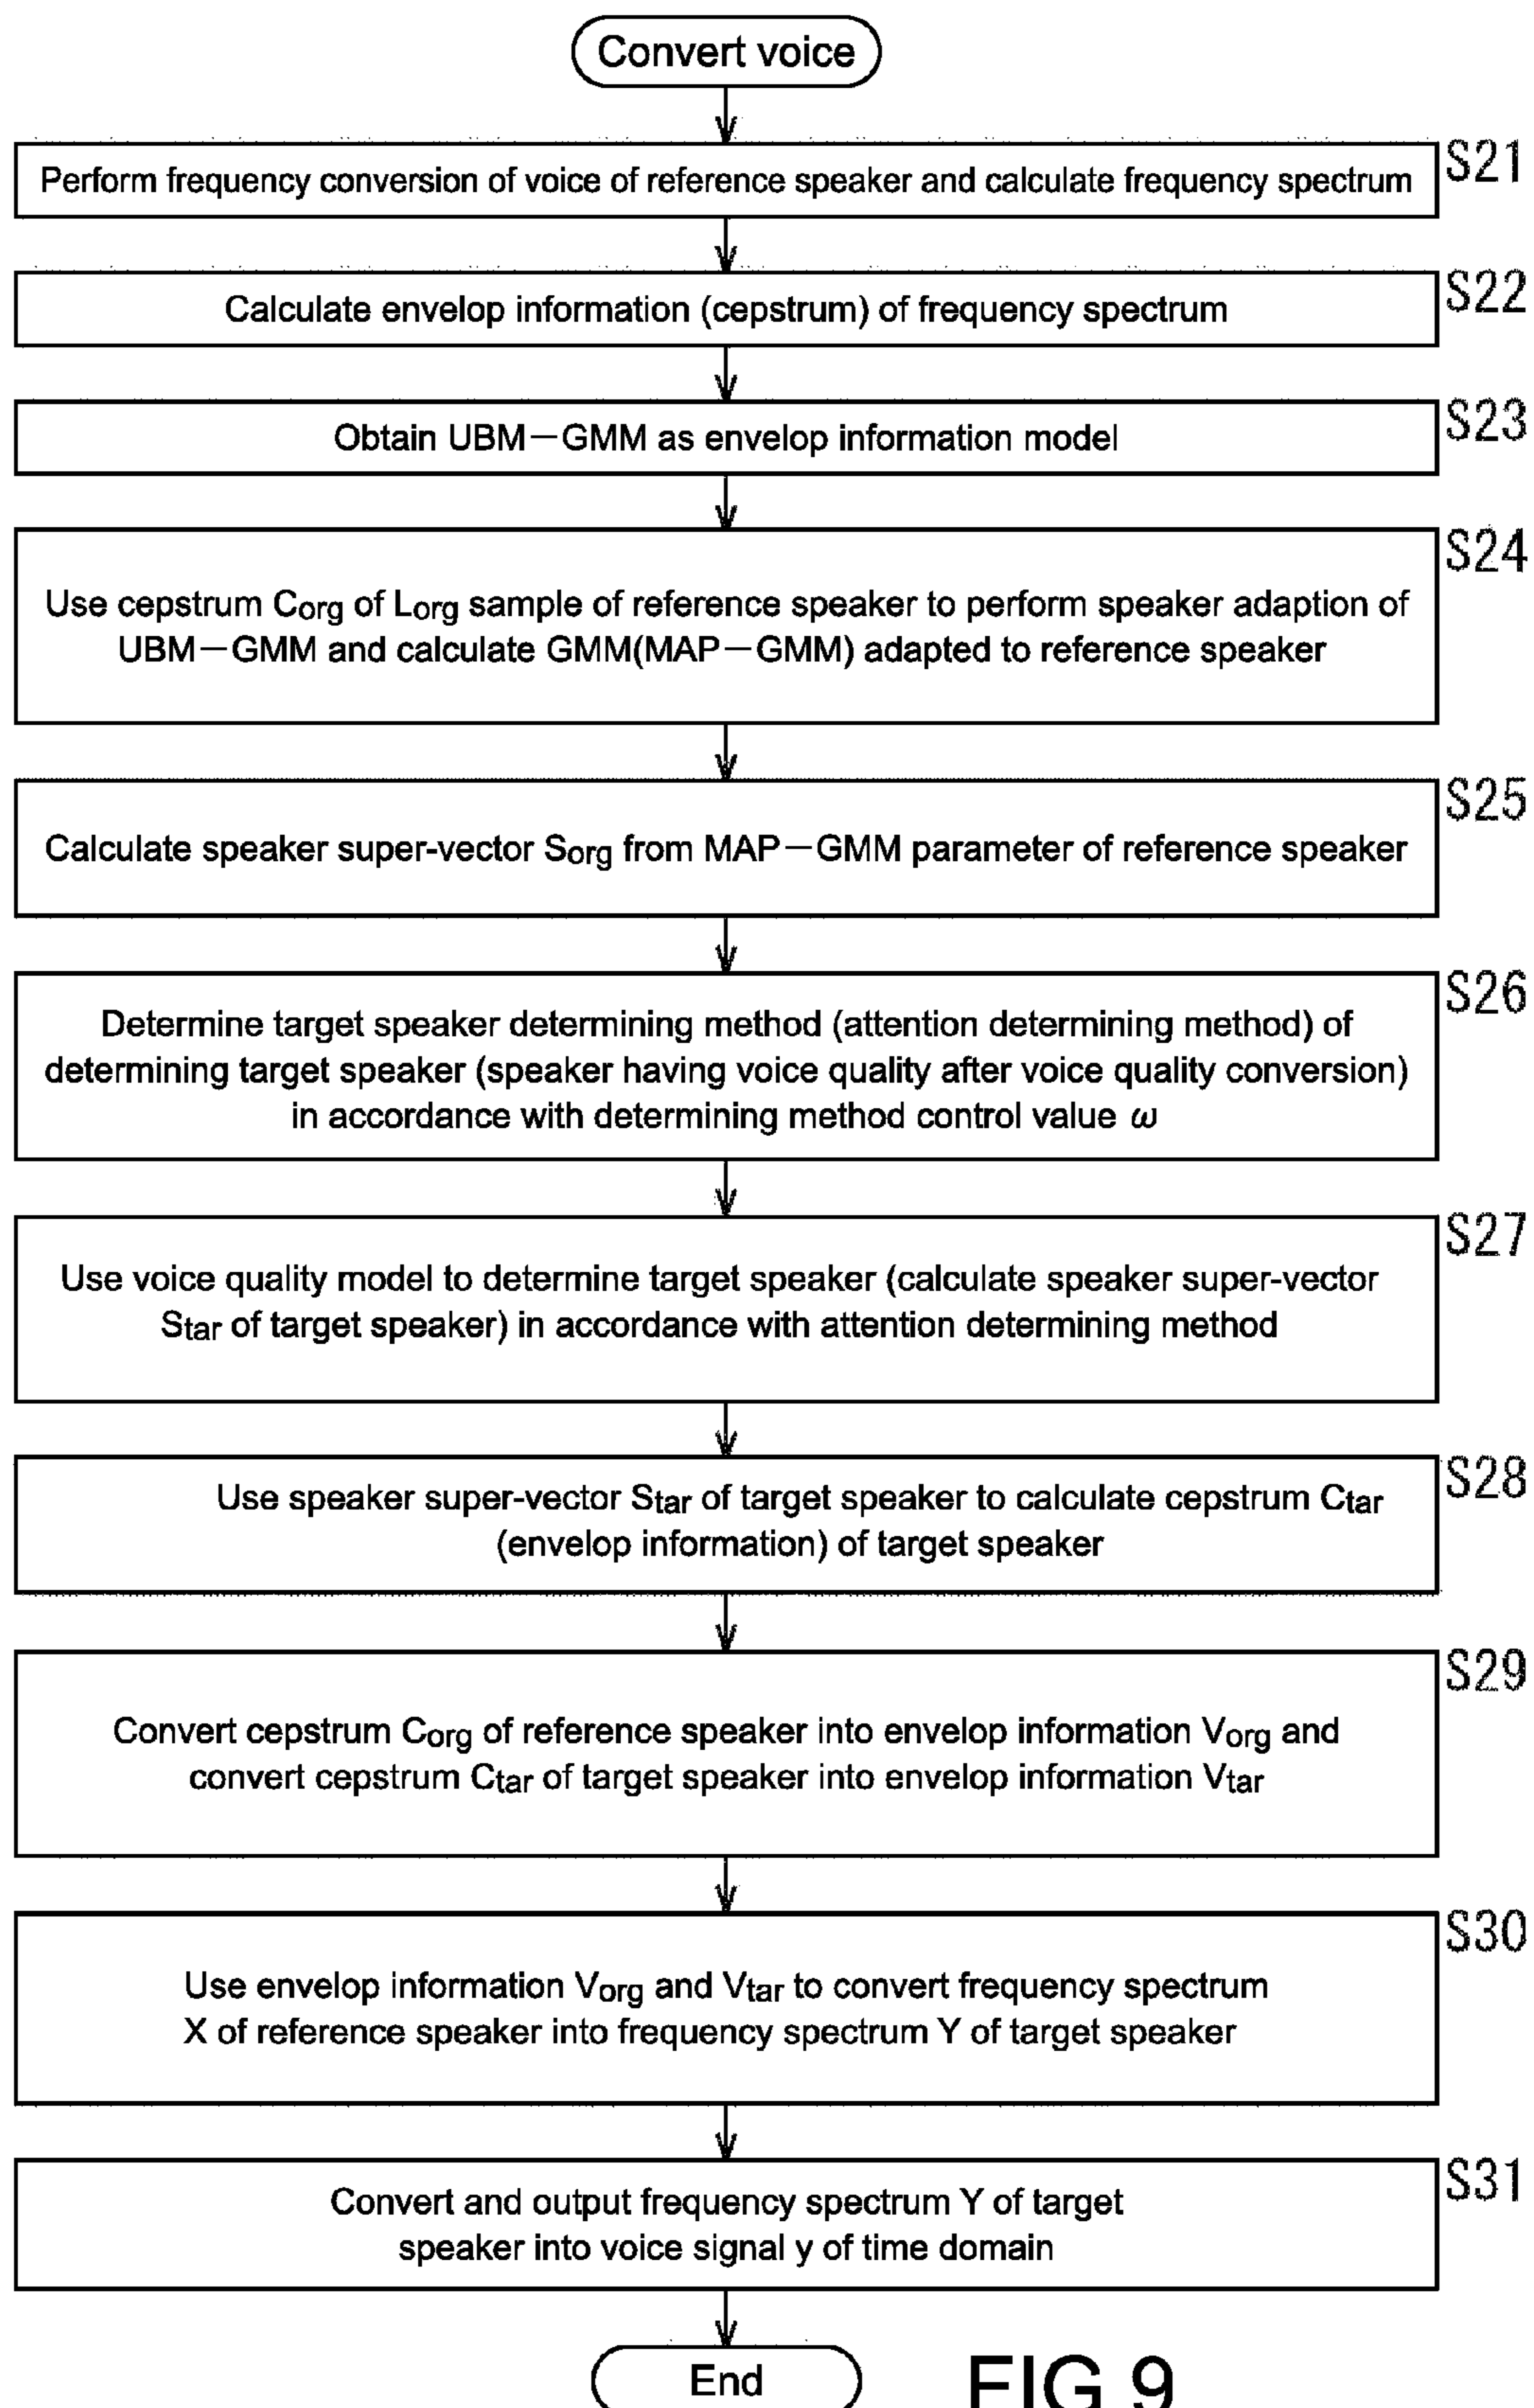 Convert voice
S21
Perform frequency conversion of voice of reference speaker and calculate frequency spectrum
S22
Calculate envelop information (cepstrum) of frequency spectrum
S23
Obtain UBM－GMM as envelop information model
S24
Use cepstrum Corg of Lorg sample of reference speaker to perform speaker adaption of
UBM－GMM and calculate GMM(MAP－GMM) adapted to reference speaker
S25
Calculate speaker super-vector Sorg from MAP－GMM parameter of reference speaker
S26
Determine target speaker determining method (attention determining method) of
determining target speaker (speaker having voice quality after voice quality conversion)
in accordance with determining method control value ω
S27
Use voice quality model to determine target speaker (calculate speaker super-vector
Star of target speaker) in accordance with attention determining method
S28
Use speaker super-vector Star of target speaker to calculate cepstrum Ctar
(envelop information) of target speaker
S29
Convert cepstrum Corg of reference speaker into envelop information Vorg and
convert cepstrum Ctar of target speaker into envelop information Vtar
S30
Use envelop information Vorg and Vtar to convert frequency spectrum
X of reference speaker into frequency spectrum Y of target speaker
S31
Convert and output frequency spectrum Y of target
speaker into voice signal y of time domain
End
FIG.9